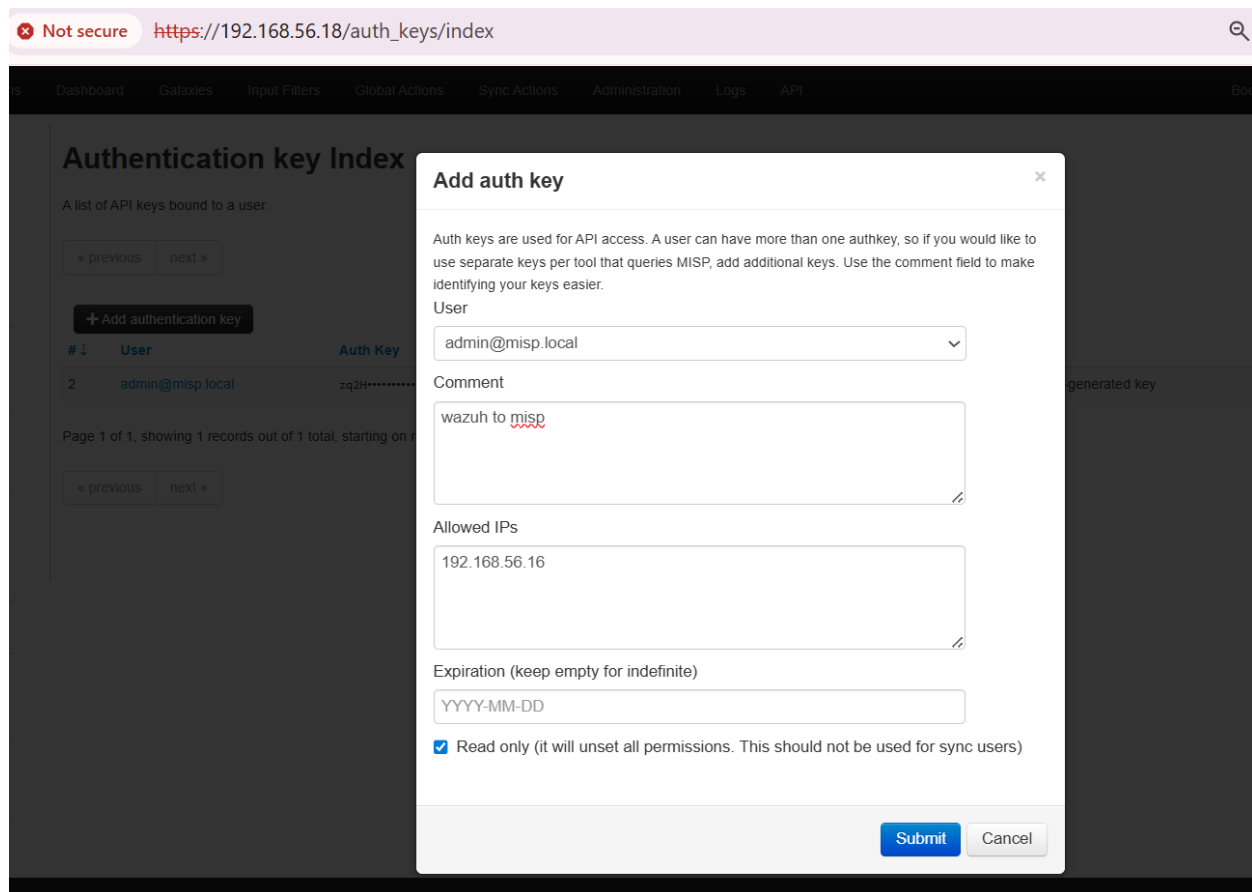 Not secure https://192.168.56.18/auth_keys/index
Dashboard Galaxies Input Filters Global Actions Sync Actions Administration Logs API
Authentication key Index
A list of API keys bound to a user.
« previous next »
Add authentication key
# User Auth Key
2 admin@misp.local zq2H•••••••••• -generated key
Page 1 of 1, showing 1 records out of 1 total, starting on
« previous next »
Add auth key ×
Auth keys are used for API access. A user can have more than one authkey, so if you would like to
use separate keys per tool that queries MISP, add additional keys. Use the comment field to make
identifying your keys easier.
User
admin@misp.local
Comment
wazuh to misp
Allowed IPs
192.168.56.16
Expiration (keep empty for indefinite)
YYYY-MM-DD
Read only (it will unset all permissions. This should not be used for sync users)
Submit Cancel